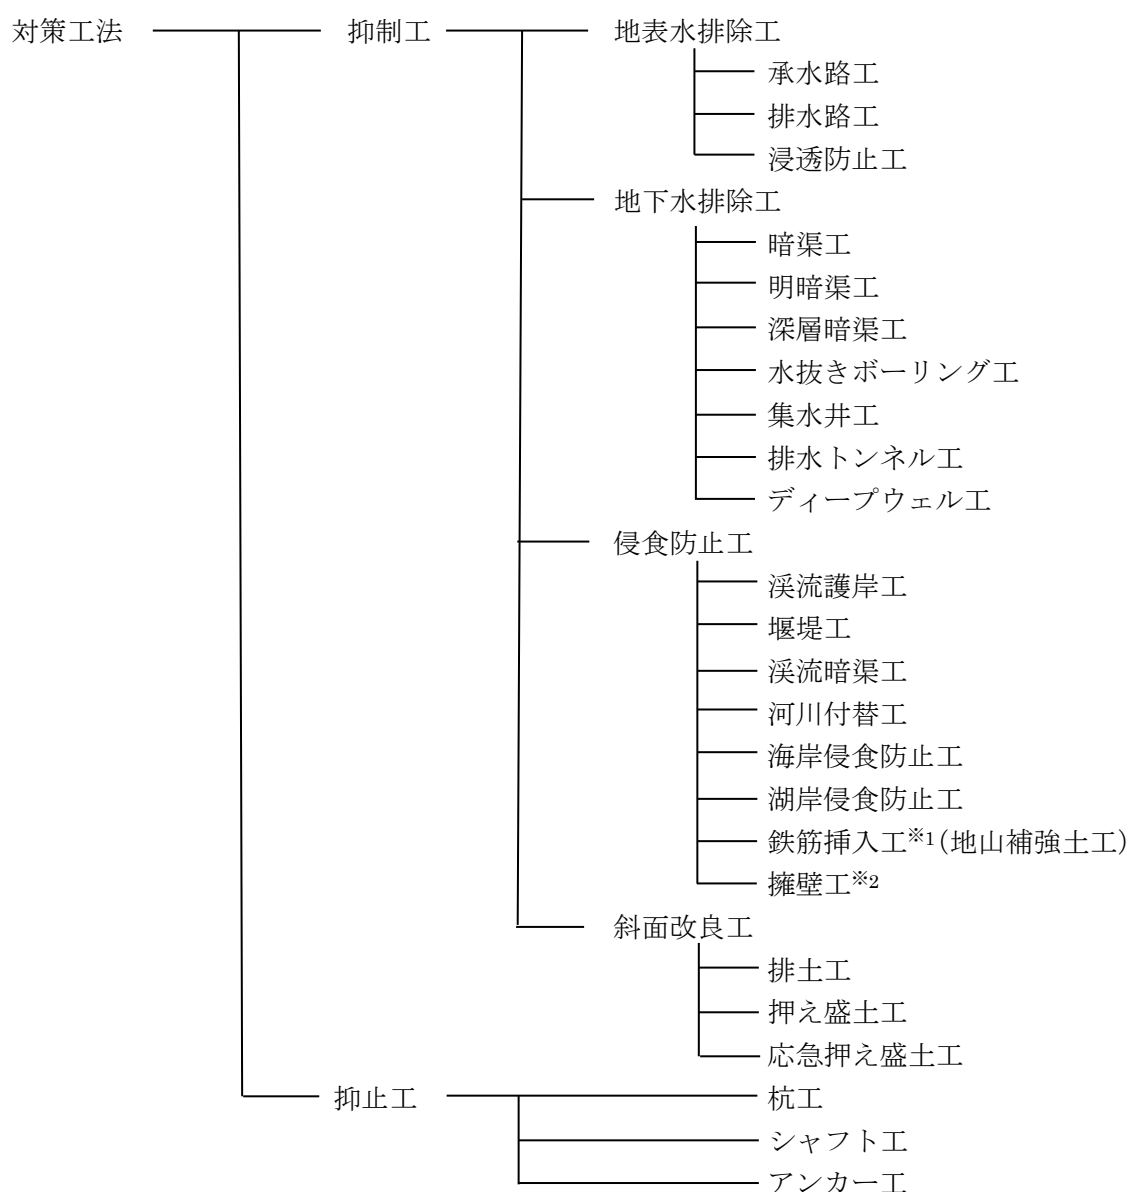 対策工法 抑制工 地表水排除工
承水路工
排水路工
浸透防止工
地下水排除工
暗渠工
明暗渠工
深層暗渠工
水抜きボーリング工
集水井工
排水トンネル工
ディープウェル工
侵食防止工
渓流護岸工
堰堤工
渓流暗渠工
河川付替工
海岸侵食防止工
湖岸侵食防止工
鉄筋挿入工※1(地山補強土工)
擁壁工※2
斜面改良工
排土工
押え盛土工
応急押え盛土工
抑止工 杭工
シャフト工
アンカー工